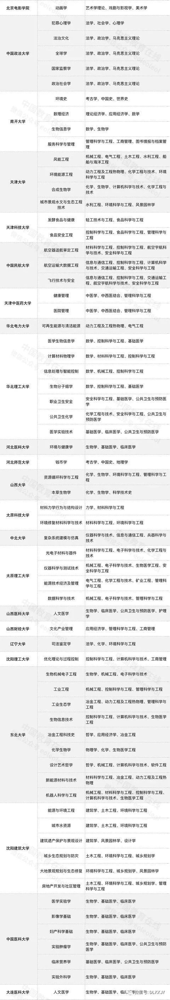 北京电影学院 动画学 艺术学理论、戏剧与影视学、美术学
中国政法大学
犯罪心理学 法学、社会学、心理学
法治文化 法学、政治学、马克思主义理论
全球学 法学、政治学、马克思主义理论
国家监察学 法学、政治学、马克思主义理论
政治社会学 法学、政治学、马克思主义理论
南开大学
环境史 考古学、中国史、世界史
数理经济 理论经济学、应用经济学、数学
生物信息学 数学、生物学
服务科学与管理 管理科学与工程、工商管理、图书情报与档案管
理
天津大学
风能工程 机械工程、电气工程、土木工程、水利工程、船
舶与海洋工程
环境能源工程 动力工程及工程热物理、化学工程与技术、环境
科学与工程
合成生物学 化学、生物学、计算机科学与技术、化学工程与
技术
城市景观水文与生态工程
技术
水利工程、环境科学与工程、风景园林学
天津科技大学
发酵食品与健康 轻工技术与工程、食品科学与工程
食品安全工程 控制科学与工程、食品科学与工程、管理科学与
工程
中国民航大学
航空器适航审定工程 材料科学与工程、控制科学与工程、航空宇航科
学与技术、安全科学与工程
航空运输大数据工程 信息与通信工程、控制科学与工程、计算机科学
与技术、交通运输工程、安全科学与工程
飞行技术与安全 信息与通信工程、控制科学与工程、交通运输工
程、航空宇航科学与技术、安全科学与工程
天津中医药大学
健康管理 中医学、中西医结合、管理科学与工程
医院管理 中医学、中西医结合、管理科学与工程
华北电力大学 可再生能源与清洁能源 动力工程及工程热物理、电气工程
华北理工大学
医学生物信息学 数学、控制科学与工程、基础医学
计算材料物理学 数学、材料科学与工程、控制科学与工程
信息处理与智能控制 数学、机械工程、控制科学与工程
生物分子组学 数学、控制科学与工程、基础医学
职业卫生安全 安全科学与工程、基础医学、公共卫生与预防医
学
公共卫生化学 化学工程与技术、安全科学与工程、公共卫生与
预防医学
医学实验技术 基础医学、临床医学、公共卫生与预防医学
河北医科大学 环境与健康学 生物学、基础医学、临床医学
河北师范大学 钱币学 考古学、中国史、地理学
山西大学
资源循环科学与工程 化学、生物学、环境科学与工程、管理科学与工
程
本草生物学 化学、生物学、科学技术史
太原科技大学
材料力学行为与结构设计 力学、材料科学与工程
环境修复材料科学与技术 材料科学与工程、环境科学与工程
中北大学 复杂系统建模与仿真 仪器科学与技术、信息与通信工程、兵器科学与
技术
太原理工大学
光电子材料与器件 材料科学与工程、电子科学与技术、化学工程与
技术
仪器科学与测试技术 机械工程、电子科学与技术、生物医学工程、安
全科学与工程
能源技术经济及管理 电气工程、化学工程与技术、矿业工程、管理科
学与工程
数据科学与技术 机械工程、电子科学与技术、管理科学与工程
山西医科大学 人文医学 生物学、临床医学、公共卫生与预防医学、护理
学
山西财经大学 文化产业管理 应用经济学、管理科学与工程、工商管理
辽宁大学 司法鉴定学 法学、化学、环境科学与工程
沈阳理工大学 优化理论与过程控制 控制科学与工程、计算机科学与技术、工商管理
东北大学
生物机械电子工程 生物学、机械工程、电子科学与技术
工业工程 机械工程、控制科学与工程、管理科学与工程
工业生态学 冶金工程、动力工程及工程热物理、管理科学与
工程
生物信息技术 控制科学与工程、计算机科学与技术、生物医学
工程
冶金工程科技史 哲学、应用经济学、冶金工程
化学生物学 物理学、化学、生物医学工程
设计艺术哲学 哲学、机械工程、计算机科学与技术、软件工程
新能源材料与技术 材料科学与工程、冶金工程、动力工程及工程热
物理
机器人科学与工程 机械工程、材料科学与工程、控制科学与工程、
计算机科学与技术、生物医学工程
沈阳建筑大学
能源与环境工程 建筑学、土木工程、环境科学与工程
城市水资源 建筑学、土木工程、环境科学与工程
建筑遗产保护与景观设计 建筑学、风景园林学、设计学
城乡生态规划与防灾 土木工程、环境科学与工程、城乡规划学
大地景观规划与生态修复 环境科学与工程、城乡规划学、风景园林学
房地产开发与社区管理 土木工程、环境科学与工程、城乡规划学、管理
科学与工程
中国医科大学
医学实验学 生物学、基础医学、临床医学
影像学基础 生物学、基础医学、临床医学
妇产科学基础 生物学、基础医学、临床医学
实验肿瘤学 生物学、基础医学、临床医学、公共卫生与预防
医学
临床营养学 基础医学、临床医学、公共卫生与预防医学
实验外科学 生物学、基础医学、临床医学
大连医科大学 人文医学 生物学、基础医学、临床医学
微信号: DLKKJY